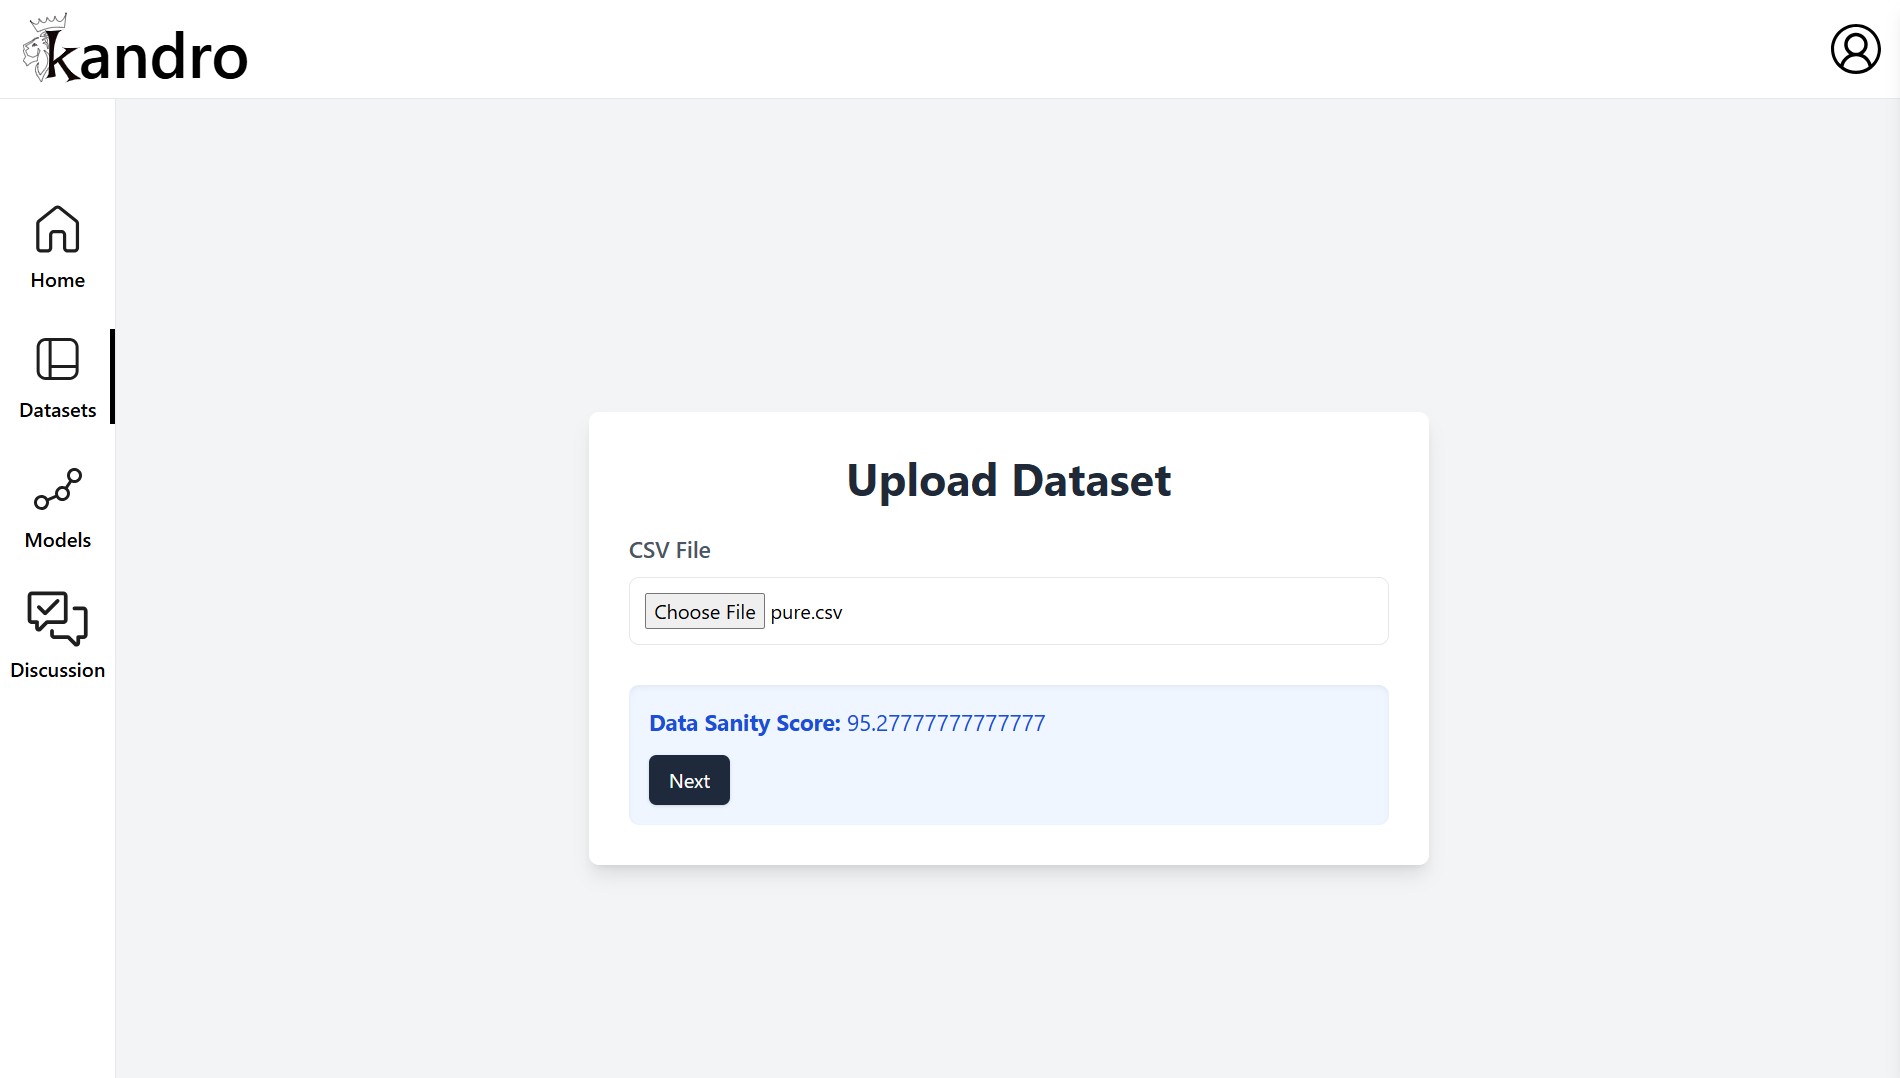 kandro
Home
Datasets
Models
Discussion
Upload Dataset
CSV File
Choose File pure.csv
Data Sanity Score: 95.27777777777777
Next